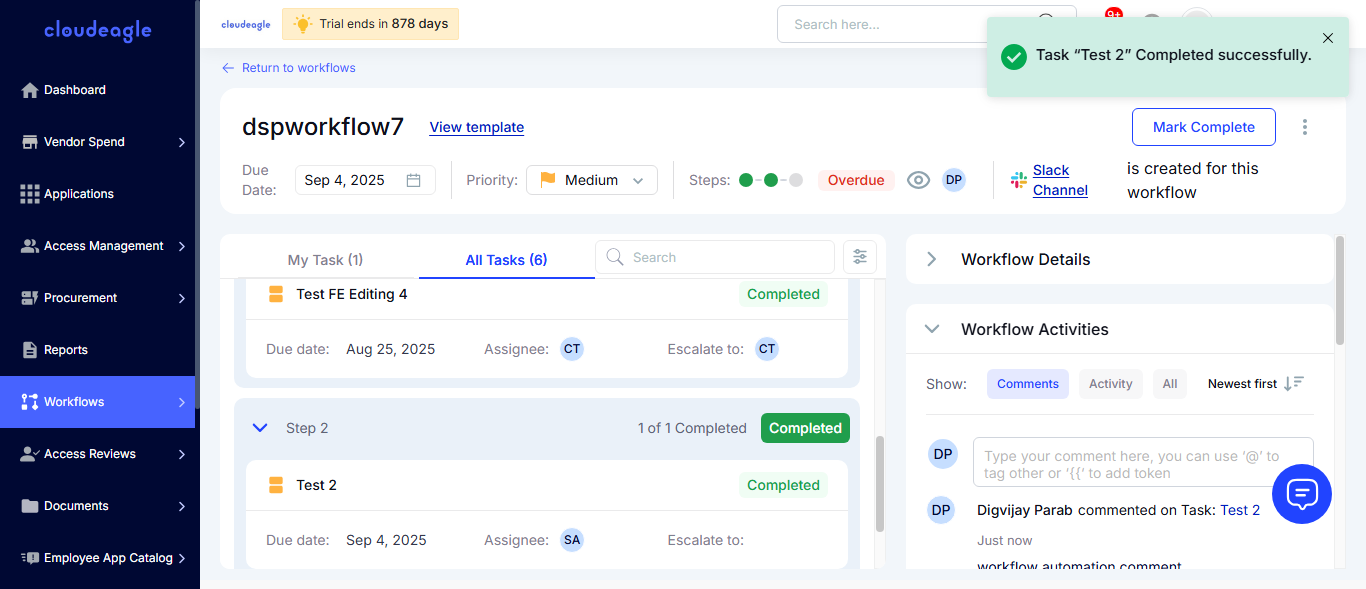 cloudeagle
Dashboard
Vendor Spend
Applications
Access Management
Procurement
Reports
Workflows
Access Reviews
Documents
Employee App Catalog
cloudeagle
Trial ends in 878 days
Search here...
9+
Task “Test 2” Completed successfully.
Return to workflows
dspworkflow7
View template
Mark Complete
Due
Date:
Sep 4, 2025
Priority:
Medium
Steps:
Overdue
DP
Slack
Channel
is created for this
workflow
My Task (1)
All Tasks (6)
Search
Test FE Editing 4
Completed
Due date: Aug 25, 2025
Assignee: CT
Escalate to: CT
Step 2
1 of 1 Completed
Completed
Test 2
Completed
Due date: Sep 4, 2025
Assignee: SA
Escalate to:
Workflow Details
Workflow Activities
Show:
Comments
Activity
All
Newest first
DP
Type your comment here, you can use ‘@’ to
tag other or ‘{{‘ to add token
DP
Digvijay Parab commented on Task: Test 2
Just now
workflow automation comment